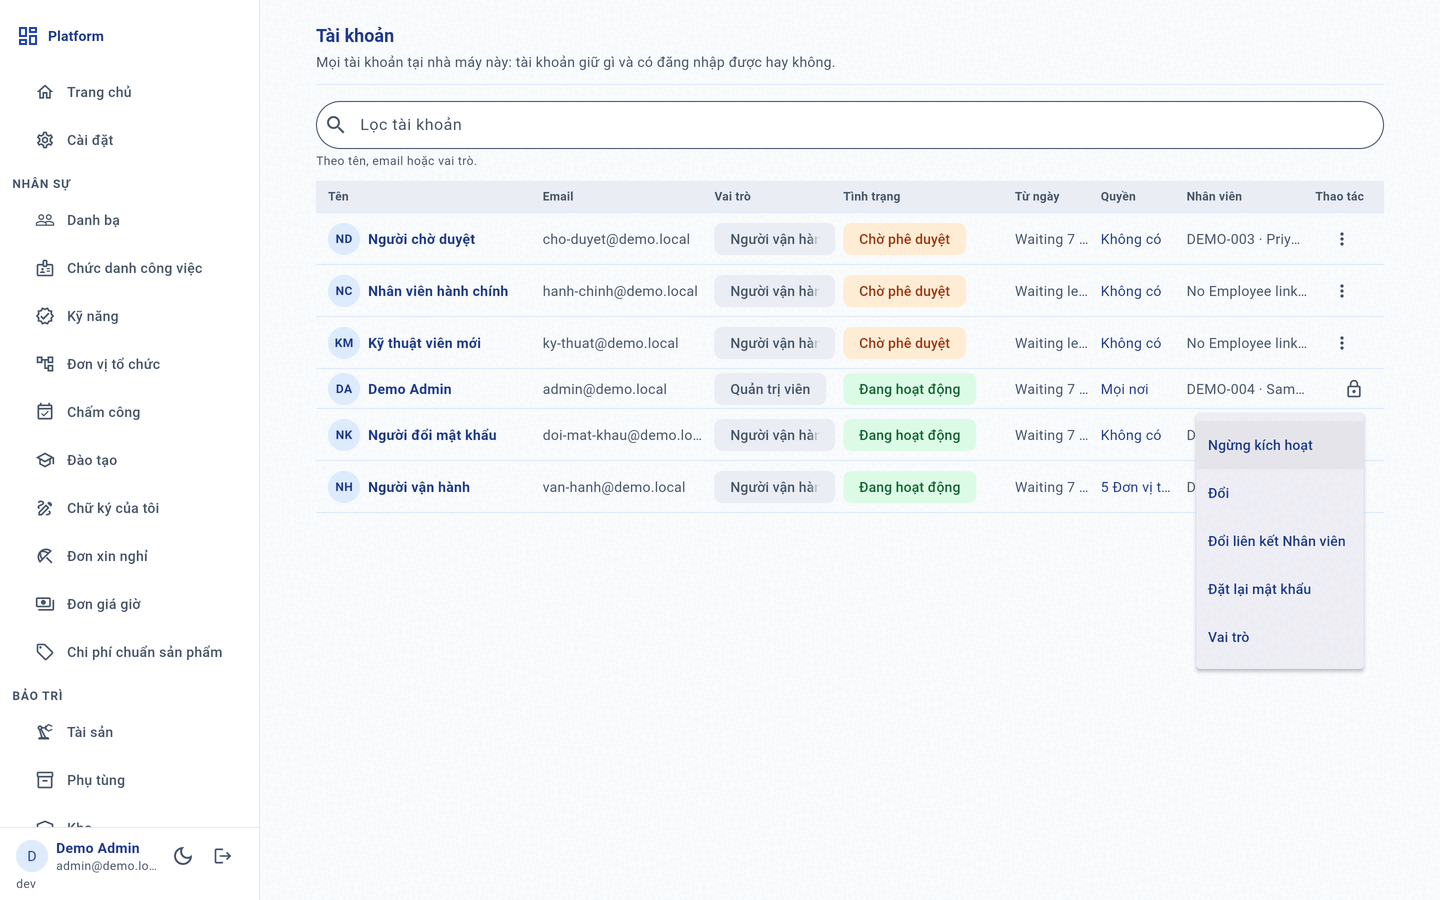 Platform
Trang chủ
Cài đặt
NHÂN SỰ
Danh bạ
Chức danh công việc
Kỹ năng
Đơn vị tổ chức
Chấm công
Đào tạo
Chữ ký của tôi
Đơn xin nghỉ
Đơn giá giờ
Chi phí chuẩn sản phẩm
BẢO TRÌ
Tài sản
Phụ tùng
Kho
D
Demo Admin
admin@demo.lo...
dev
Tài khoản
Mọi tài khoản tại nhà máy này: tài khoản giữ gì và có đăng nhập được hay không.
Lọc tài khoản
Theo tên, email hoặc vai trò.
Tên Email Vai trò Tình trạng Từ ngày Quyền Nhân viên Thao tác
ND Người chờ duyệt cho-duyet@demo.local Người vận hàr Chờ phê duyệt Waiting 7 ... Không có DEMO-003 · Priy...
NC Nhân viên hành chính hanh-chinh@demo.local Người vận hàr Chờ phê duyệt Waiting le... Không có No Employee link...
KM Kỹ thuật viên mới ky-thuat@demo.local Người vận hàr Chờ phê duyệt Waiting le... Không có No Employee link...
DA Demo Admin admin@demo.local Quản trị viên Đang hoạt động Waiting 7 ... Mọi nơi DEMO-004 · Sam...
NK Người đổi mật khẩu doi-mat-khau@demo.lo... Người vận hàr Đang hoạt động Waiting 7 ... Không có D
NH Người vận hành van-hanh@demo.local Người vận hàr Đang hoạt động Waiting 7 ... 5 Đơn vị t... D
Ngừng kích hoạt
Đổi
Đổi liên kết Nhân viên
Đặt lại mật khẩu
Vai trò